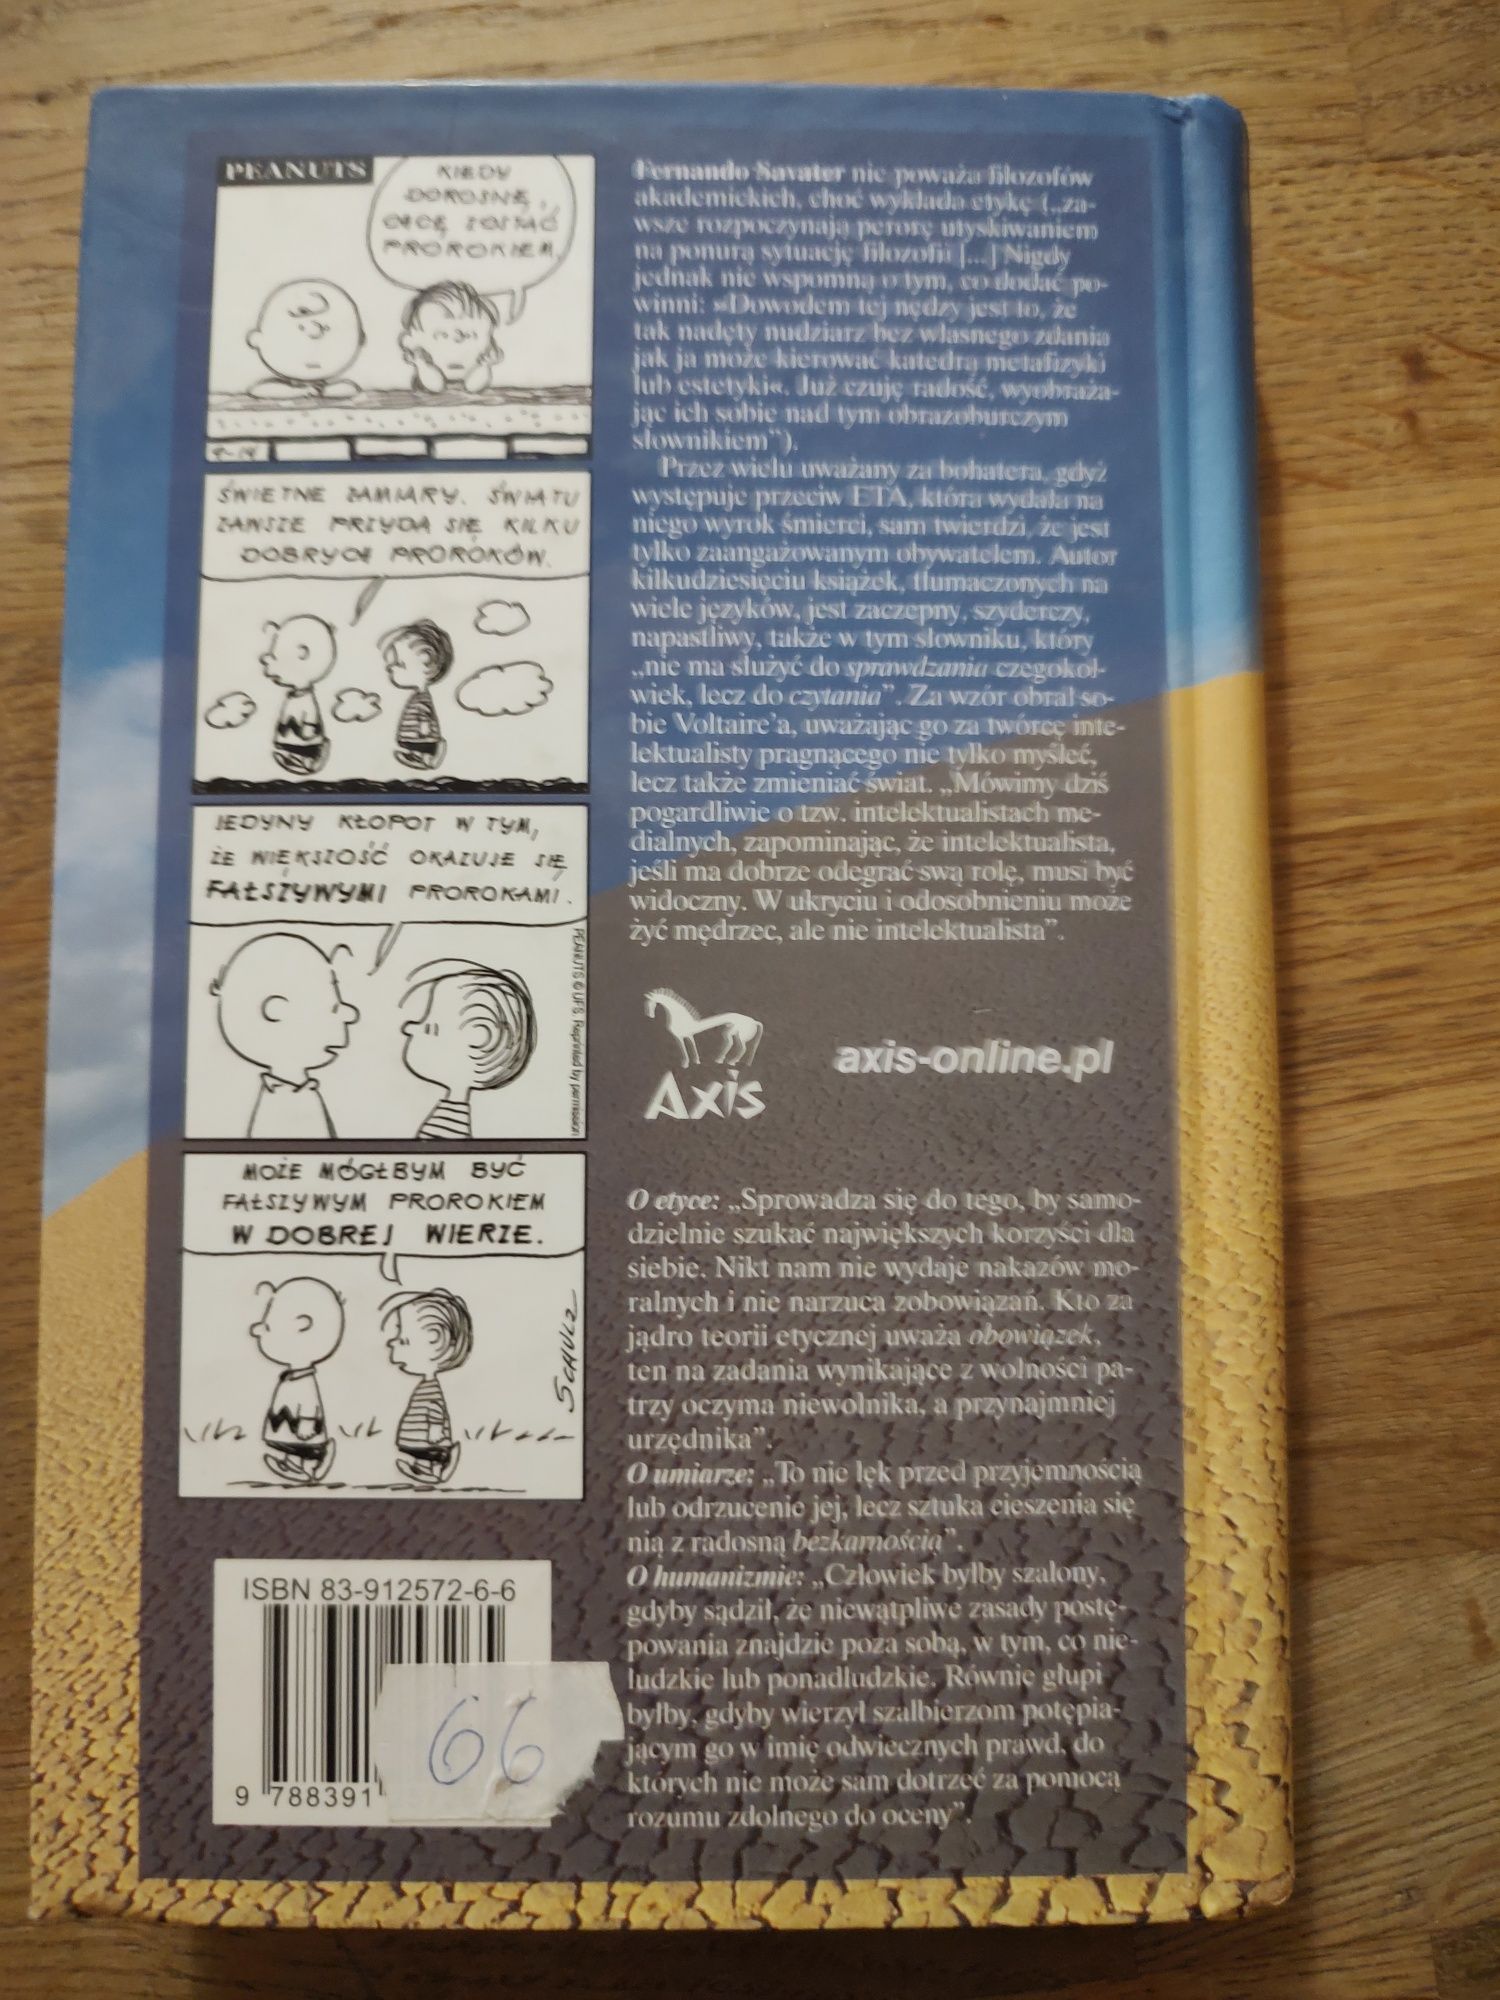 PEANUTS
KIEDY
DOROSNĘ,
CHCĘ ZOSTAĆ
PROROKIEM.
9-14
ŚWIETNE ZAMIARY. ŚWIATU
ZAWSZE PRZYDA SIĘ KILKU
DOBRYCH PROROKÓW.
JEDYNY KŁOPOT W TYM,
ŻE WIĘKSZOŚĆ OKAZUJE SIĘ
FAŁSZYWYMI PROROKAMI.
PEANUTS © UFS. Reprinted by permission
MOŻE MÓGŁBYM BYĆ
FAŁSZYWYM PROROKIEM
W DOBREJ WIERZE.
SCHULZ
ISBN 83-912572-6-6
9 788391
66
Fernando Savater nie poważa filozofów
akademickich, choć wykłada etykę („za-
wsze rozpoczynają perorę utyskiwaniem
na ponurą sytuację filozofii [...] Nigdy
jednak nie wspomną o tym, co dodać po-
winni: »Dowodem tej nędzy jest to, że
tak nadęty nudziarz bez własnego zdania
jak ja może kierować katedrą metafizyki
lub estetyki«. Już czuję radość, wyobraża-
jąc ich sobie nad tym obrazoburczym
słownikiem”).
Przez wielu uważany za bohatera, gdyż
występuje przeciw ETA, która wydała na
niego wyrok śmierci, sam twierdzi, że jest
tylko zaangażowanym obywatelem. Autor
kilkudziesięciu książek, tłumaczonych na
wiele języków, jest zaczepny, szyderczy,
napastliwy, także w tym słowniku, który
„nie ma służyć do sprawdzania czegokol-
wiek, lecz do czytania”. Za wzór obrał so-
bie Voltaire’a, uważając go za twórcę inte-
lektualisty pragnącego nie tylko myśleć,
lecz także zmieniać świat. „Mówimy dziś
pogardliwie o tzw. intelektualistach me-
dialnych, zapominając, że intelektualista,
jeśli ma dobrze odegrać swą rolę, musi być
widoczny. W ukryciu i odosobnieniu może
żyć mędrzec, ale nie intelektualista”.
Axis
axis-online.pl
O etyce: „Sprowadza się do tego, by samo-
dzielnie szukać największych korzyści dla
siebie. Nikt nam nie wydaje nakazów mo-
ralnych i nie narzuca zobowiązań. Kto za
jądro teorii etycznej uważa obowiązek,
ten na zadania wynikające z wolności pa-
trzy oczyma niewolnika, a przynajmniej
urzędnika”.
O umiarze: „To nie lęk przed przyjemnością
lub odrzucenie jej, lecz sztuka cieszenia się
nią z radosną bezkarnością”.
O humanizmie: „Człowiek byłby szalony,
gdyby sądził, że niewątpliwe zasady postę-
powania znajdzie poza sobą, w tym, co nie-
ludzkie lub ponadludzkie. Równie głupi
byłby, gdyby wierzył szalbierzom potępia-
jącym go w imię odwiecznych prawd, do
których nie może sam dotrzeć za pomocą
rozumu zdolnego do oceny”.